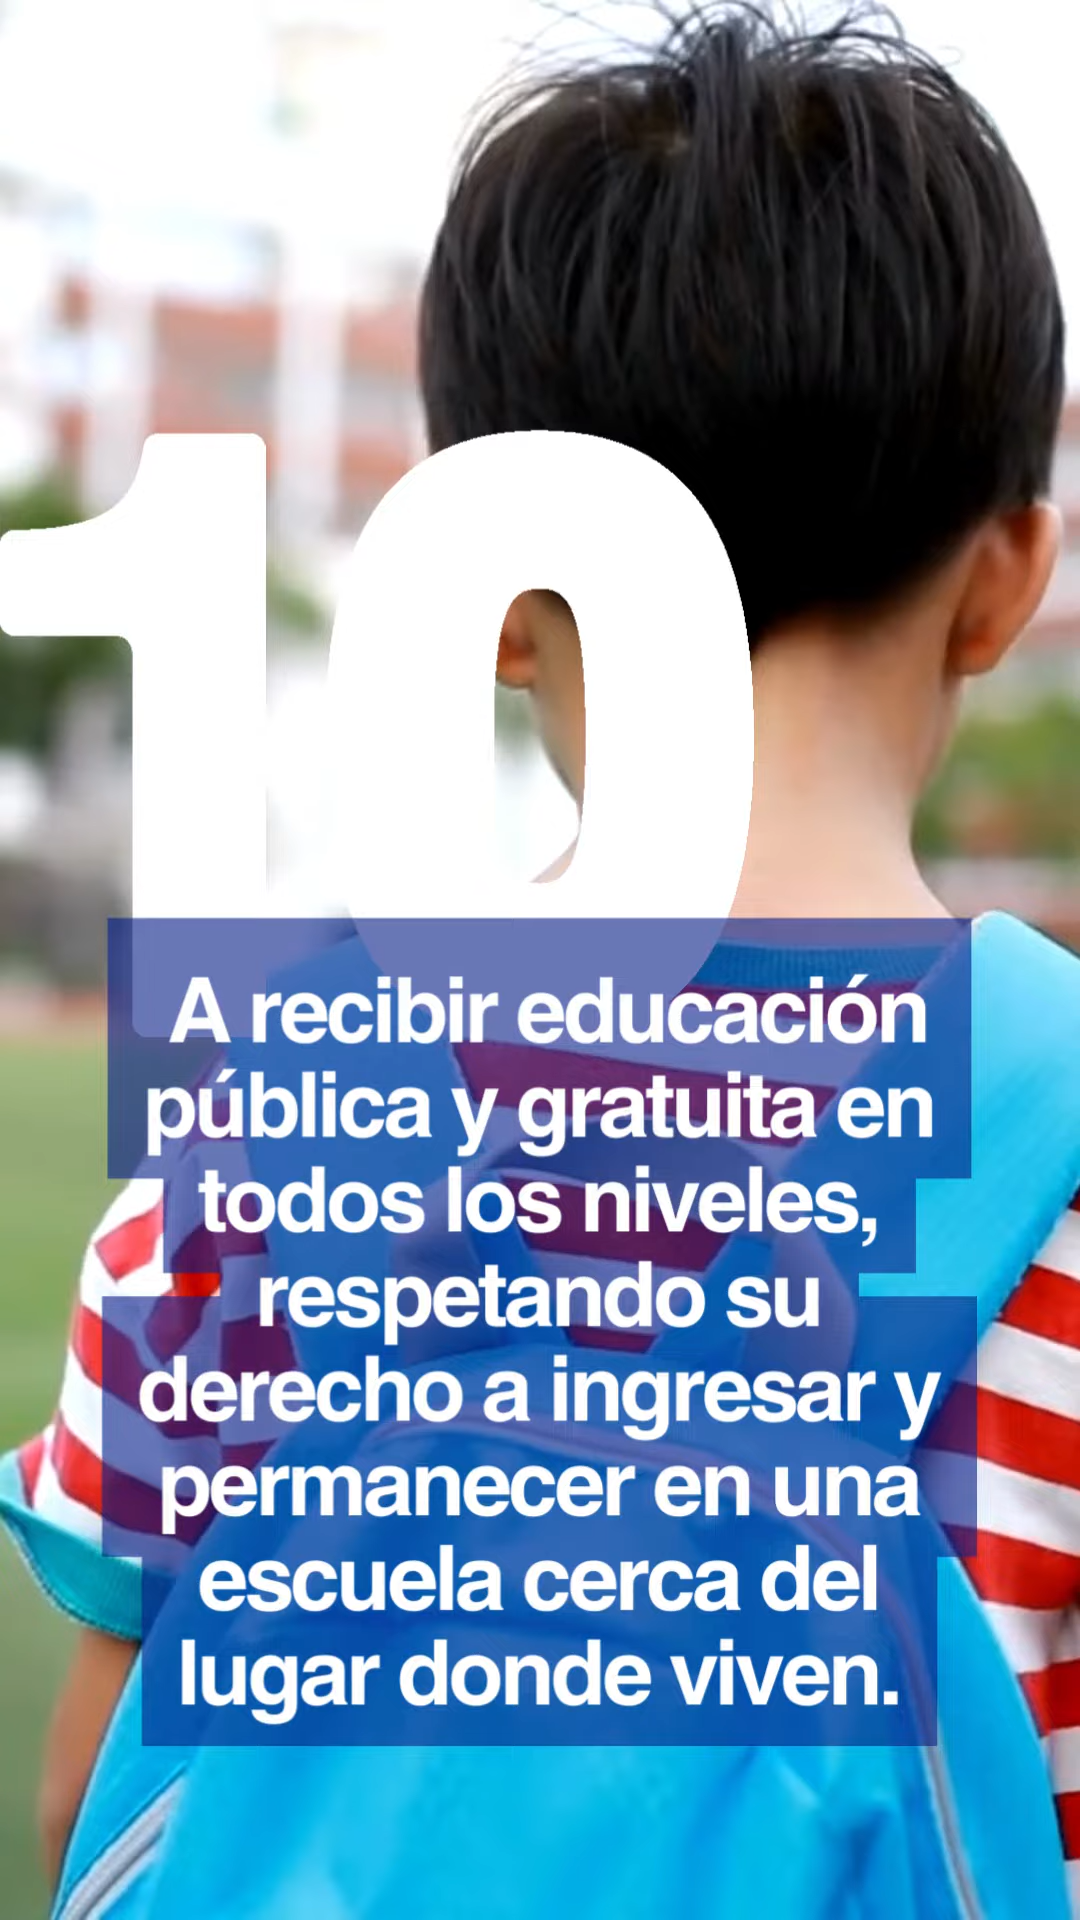 10
A recibir educación
pública y gratuita en
todos los niveles,
respetando su
derecho a ingresar y
permanecer en una
escuela cerca del
lugar donde viven.